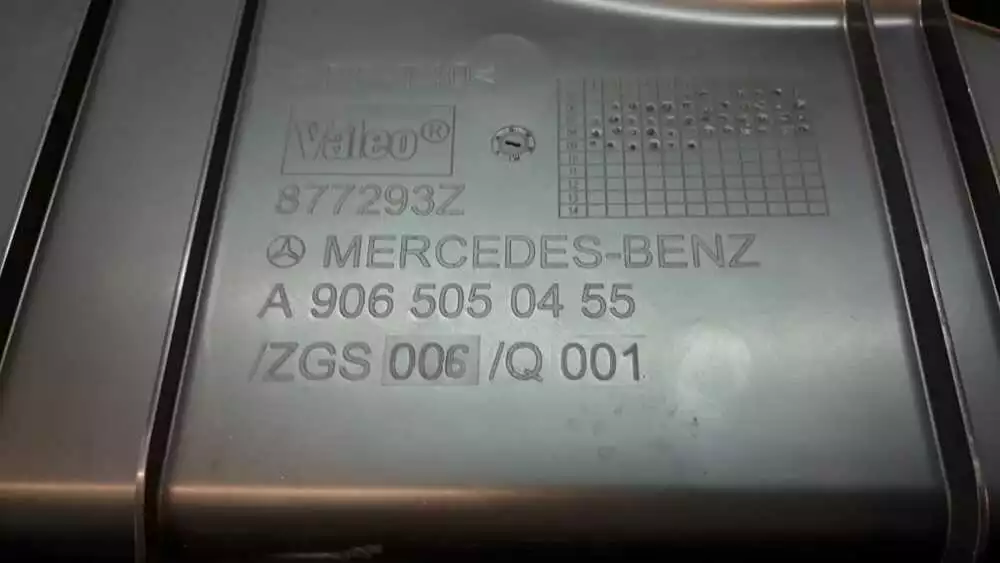 Valeo®
877293Z
MERCEDES-BENZ
A 906 505 04 55
/ZGS 006 /Q 001